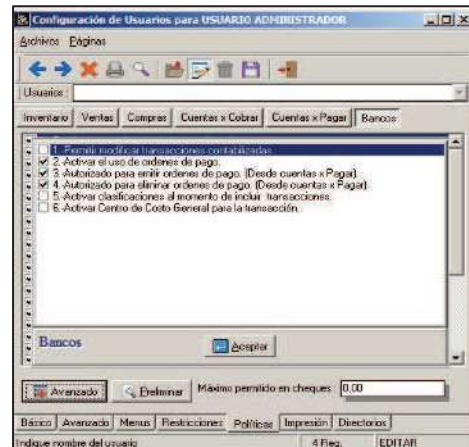 Configuración de Usuarios para USUARIO ADMINISTRADOR
Archivos Páginas
Usuarios:
Inventario Ventas Compras Cuentas x Cobrar Cuentas x Pagar Bancos
1.-Permitir modificar transacciones contabilizadas.
2.-Activar el uso de ordenes de pago.
3.-Autorizado para emitir ordenes de pago. (Desde cuentas x Pagar)
4.-Autorizado para eliminar ordenes de pago. (Desde cuentas x Pagar)
5.-Activar clasificaciones al momento de incluir transacciones.
6.-Activar Centro de Costo General para la transacción.
Bancos
Aceptar
Avanzado Preliminar Máximo permitido en cheques : 0,00
Básico Avanzado Menus Restricciones Políticas Impresión Directorios
Indique nombre del usuario 4 Reg. EDITAR